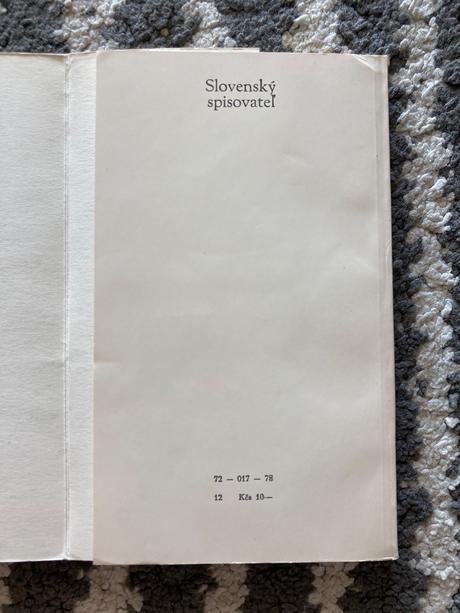 Slovenský
spisovateľ
72 — 017 — 78
12 Kčs 10—